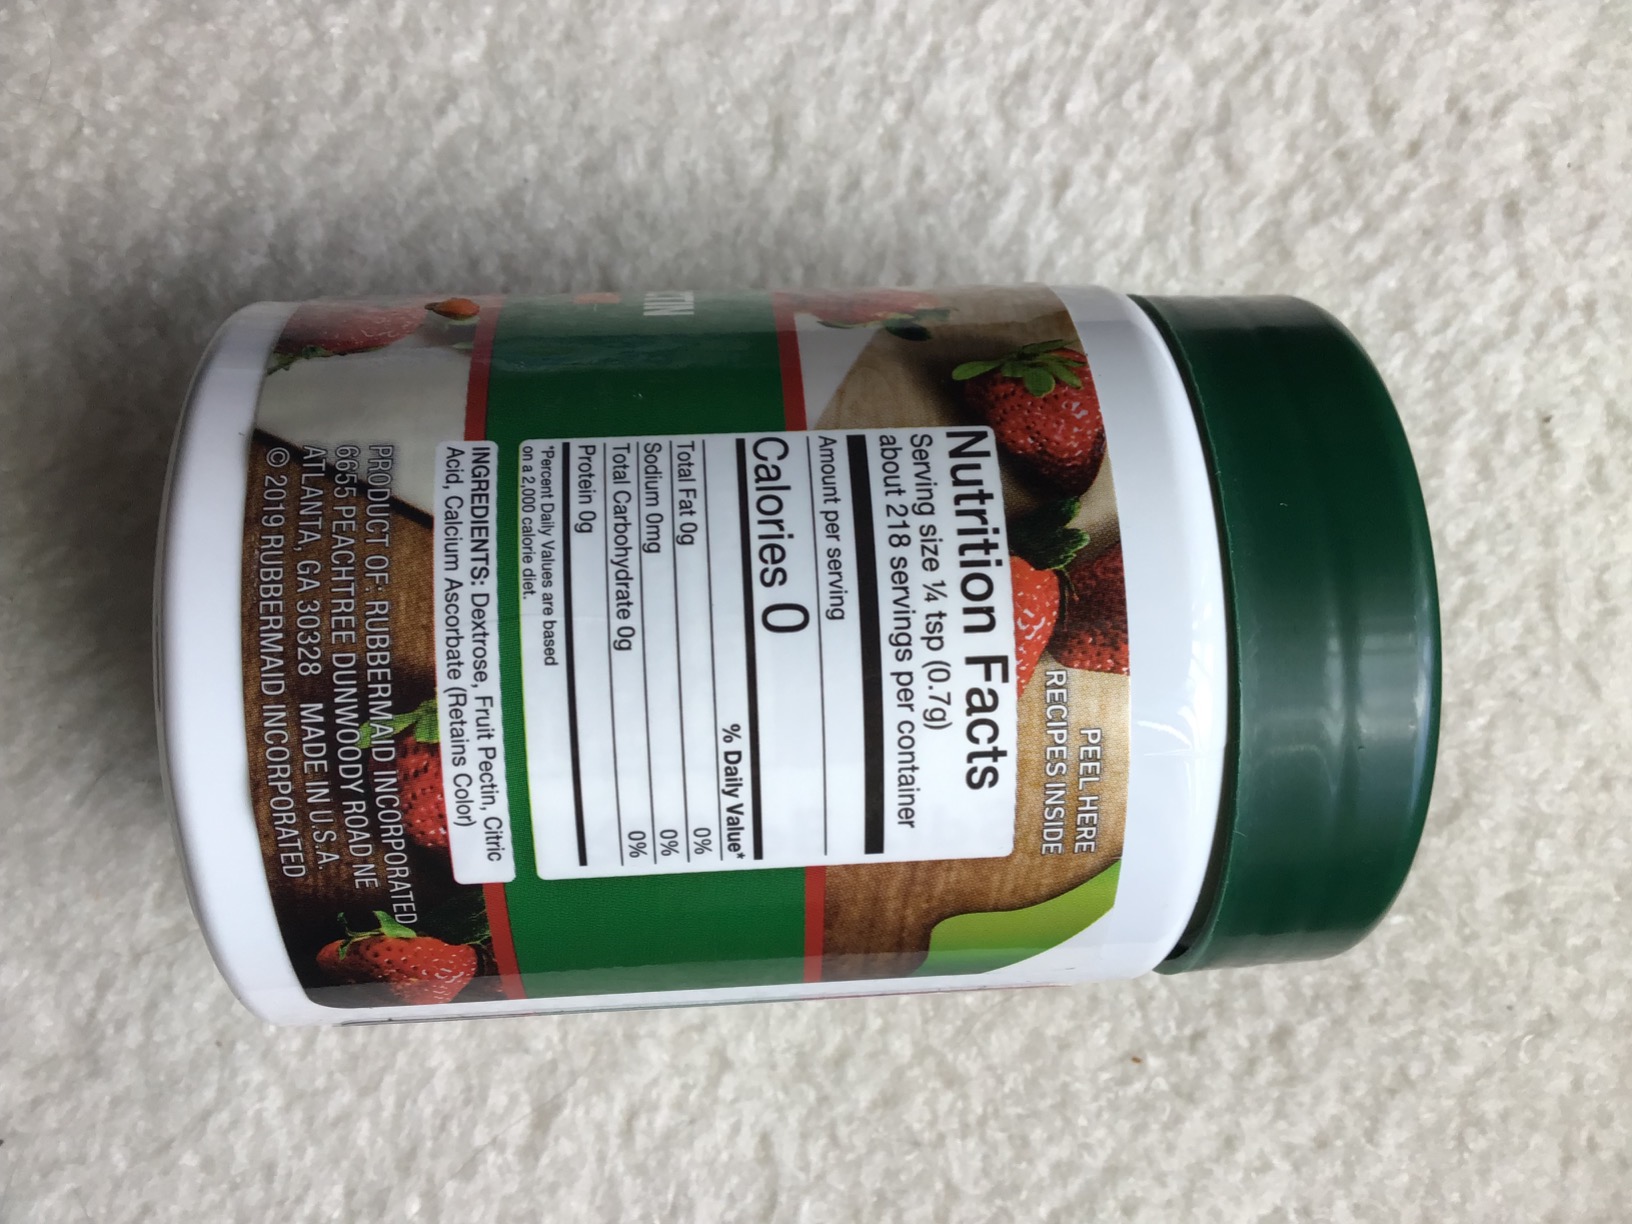 PEEL HERE
RECIPES INSIDE
Nutrition Facts
Serving size ¼ tsp (0.7g)
about 218 servings per container
Amount per serving
Calories 0
% Daily Value*
Total Fat 0g 0%
Sodium 0mg 0%
Total Carbohydrate 0g 0%
Protein 0g
*Percent Daily Values are based
on a 2,000 calorie diet.
INGREDIENTS: Dextrose, Fruit Pectin, Citric
Acid, Calcium Ascorbate (Retains Color)
PRODUCT OF: RUBBERMAID INCORPORATED
6655 PEACHTREE DUNWOODY ROAD NE
ATLANTA, GA 30328 MADE IN U.S.A.
© 2019 RUBBERMAID INCORPORATED